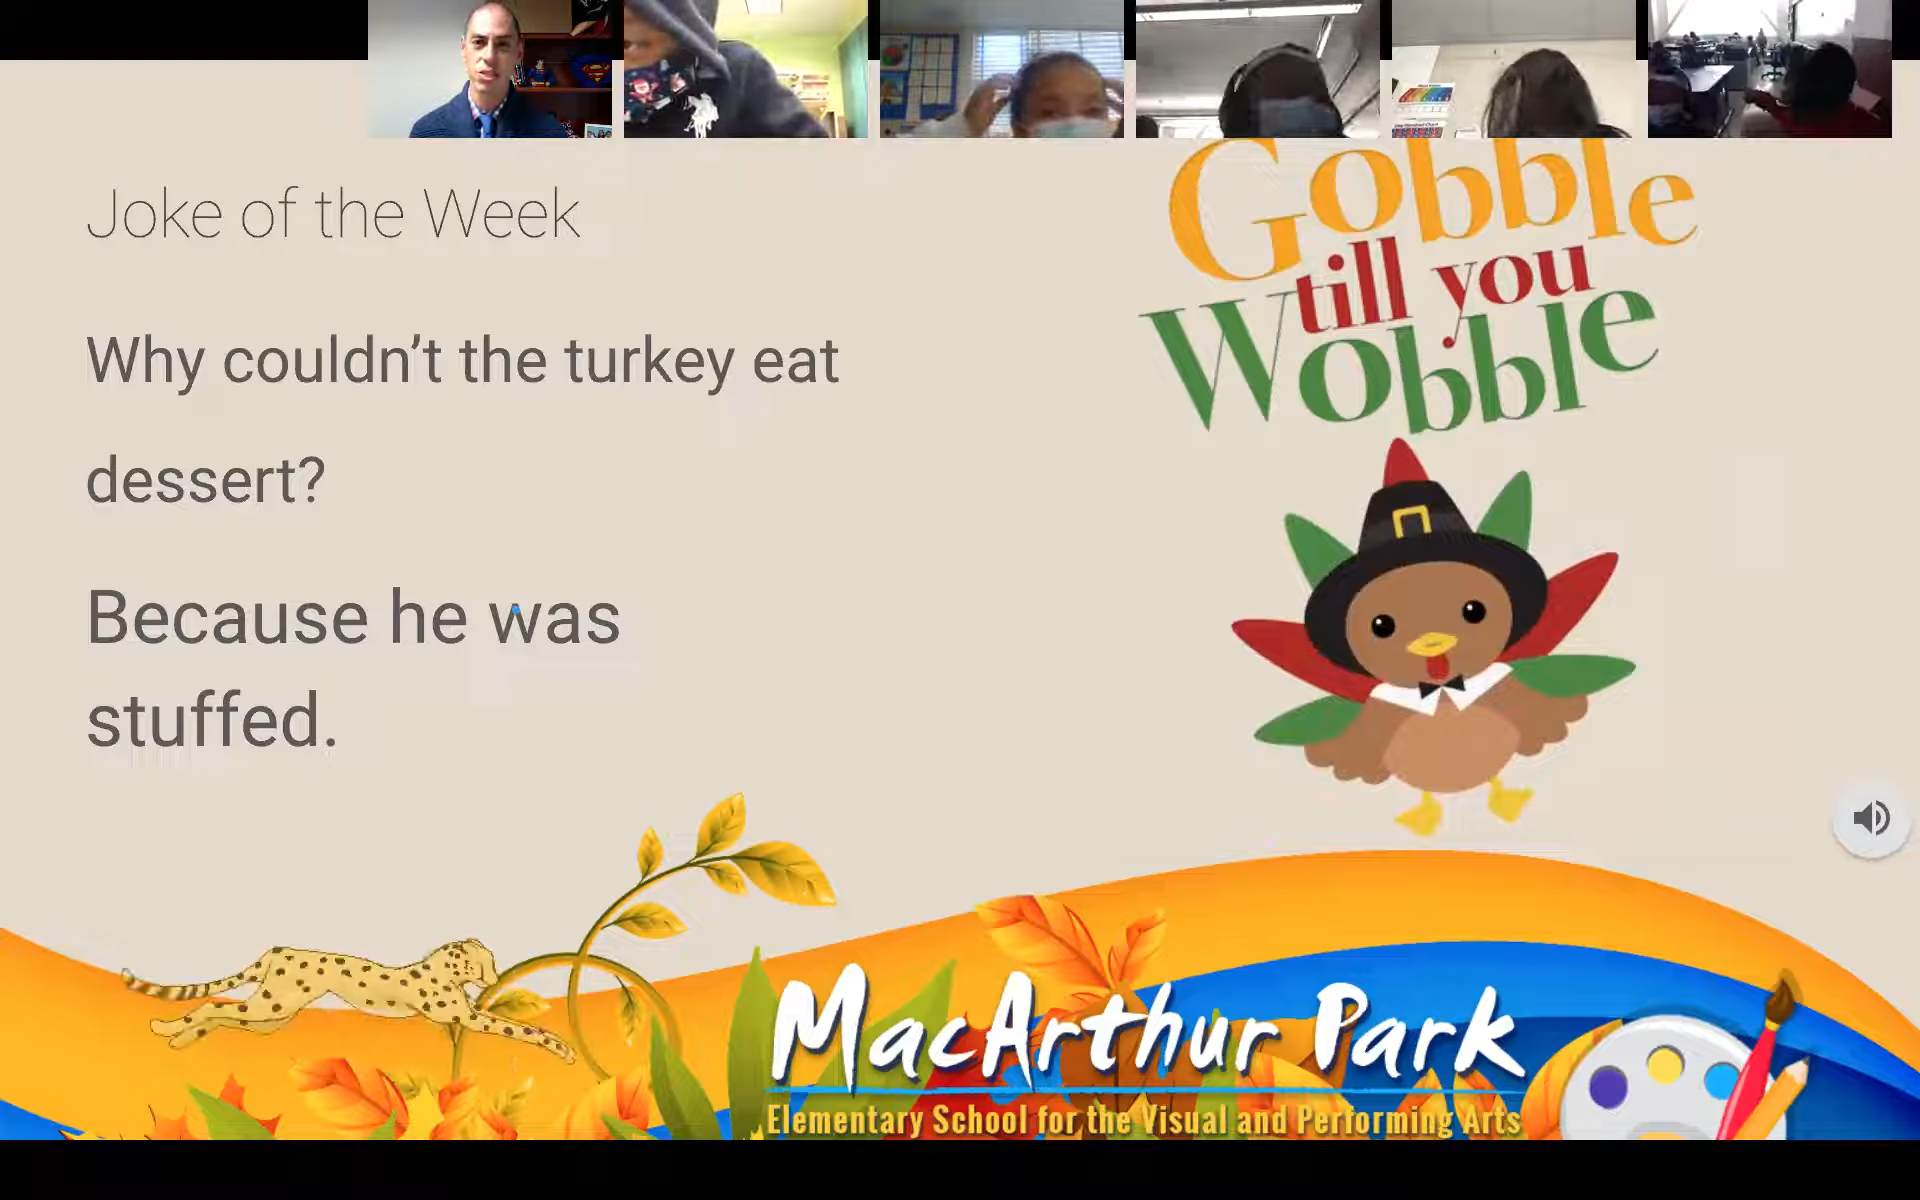 Joke of the Week
Why couldn't the turkey eat
dessert?
Because he was
stuffed.
Gobble
till you
Wobble
MacArthur Park
Elementary School for the Visual and Performing Arts